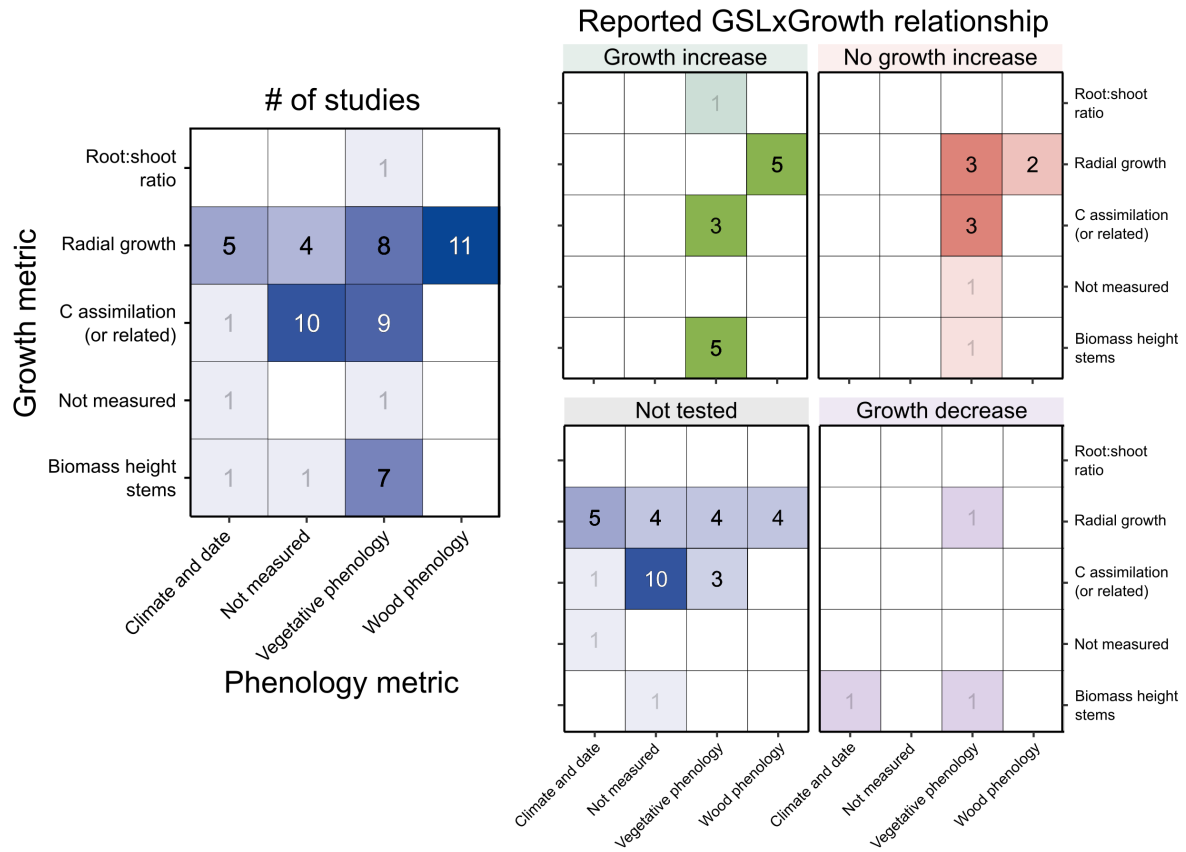 Reported GSLxGrowth relationship
# of studies
Growth metric
Root:shoot
ratio
1
Radial growth
5 4 8 11
C assimilation
(or related)
1 10 9
Not measured
1 1
Biomass height
stems
1 1 7
Climate and date
Not measured
Vegetative phenology
Wood phenology
Phenology metric
Growth increase
1
5
3
5
No growth increase
Root:shoot
ratio
3 2
Radial growth
3
C assimilation
(or related)
1
Not measured
1
Biomass height
stems
Not tested
5 4 4 4
1 10 3
1
1
Climate and date
Not measured
Vegetative phenology
Wood phenology
Growth decrease
Root:shoot
ratio
1
Radial growth
C assimilation
(or related)
Not measured
1 1
Biomass height
stems
Climate and date
Not measured
Vegetative phenology
Wood phenology